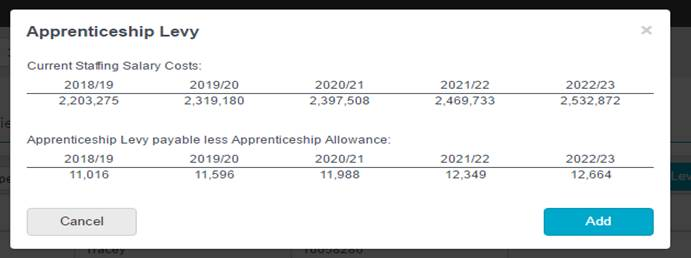 Apprenticeship Levy ×
Current Staffing Salary Costs:
2018/19 2019/20 2020/21 2021/22 2022/23
2,203,275 2,319,180 2,397,508 2,469,733 2,532,872
Apprenticeship Levy payable less Apprenticeship Allowance:
2018/19 2019/20 2020/21 2021/22 2022/23
11,016 11,596 11,988 12,349 12,664
Cancel Add
Tracey